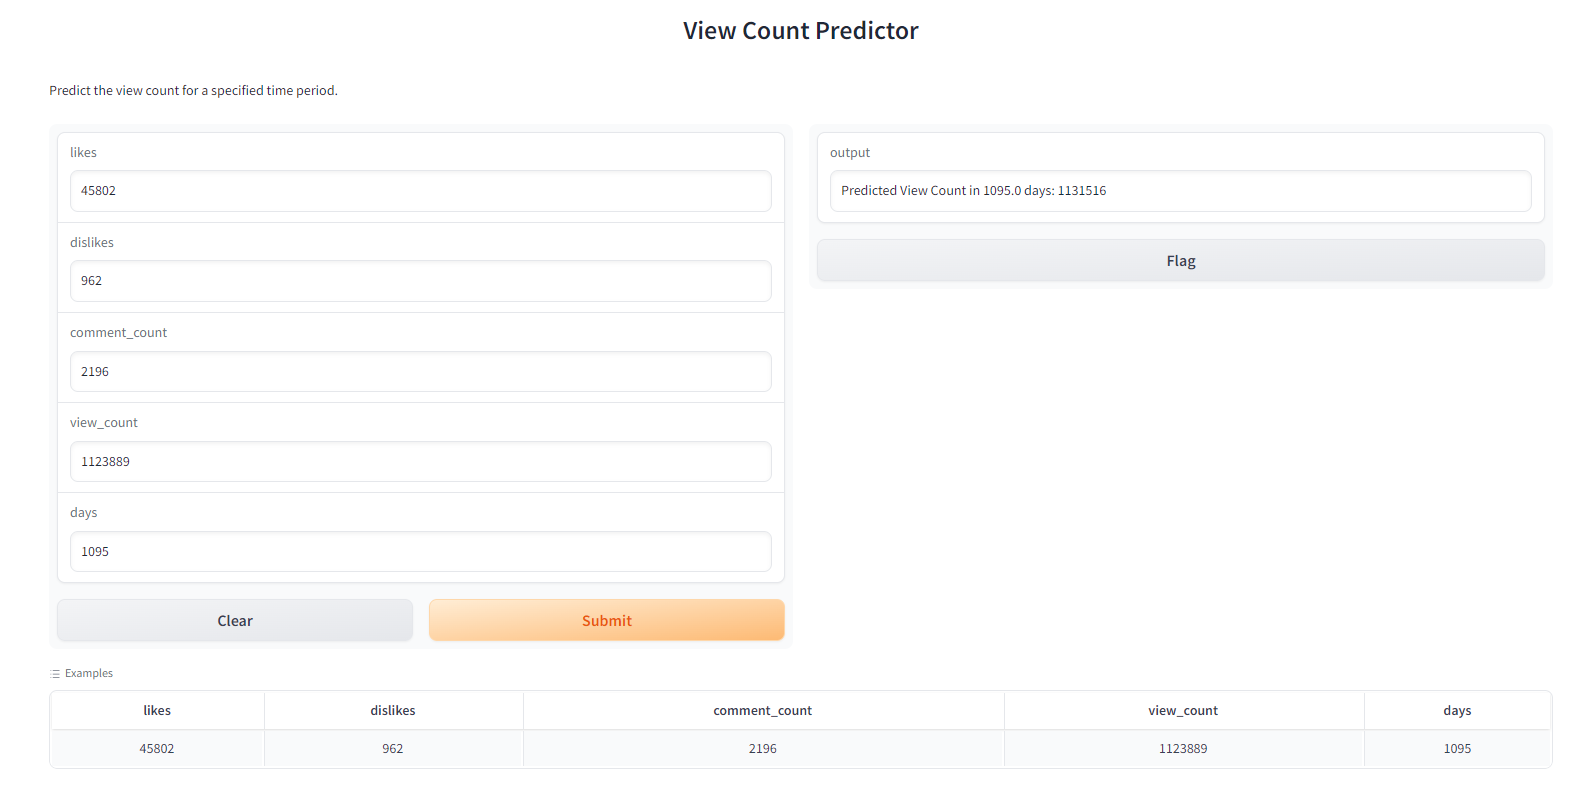 View Count Predictor
Predict the view count for a specified time period.
likes
45802
dislikes
962
comment_count
2196
view_count
1123889
days
1095
Clear
Submit
output
Predicted View Count in 1095.0 days: 1131516
Flag
Examples
likes dislikes comment_count view_count days
45802 962 2196 1123889 1095